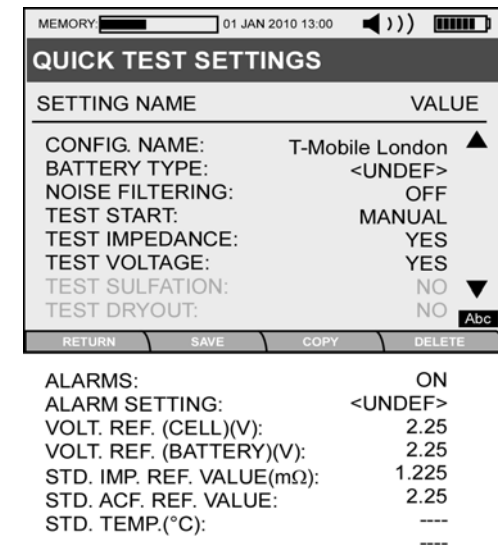 MEMORY: 01 JAN 2010 13:00
QUICK TEST SETTINGS
SETTING NAME VALUE
CONFIG. NAME: T-Mobile London
BATTERY TYPE: <UNDEF>
NOISE FILTERING: OFF
TEST START: MANUAL
TEST IMPEDANCE: YES
TEST VOLTAGE: YES
TEST SULFATION: NO
TEST DRYOUT: NO
Abc
RETURN SAVE COPY DELETE
ALARMS: ON
ALARM SETTING: <UNDEF>
VOLT. REF. (CELL)(V): 2.25
VOLT. REF. (BATTERY)(V): 2.25
STD. IMP. REF. VALUE(mΩ): 1.225
STD. ACF. REF. VALUE: 2.25
STD. TEMP.(°C): ----
----